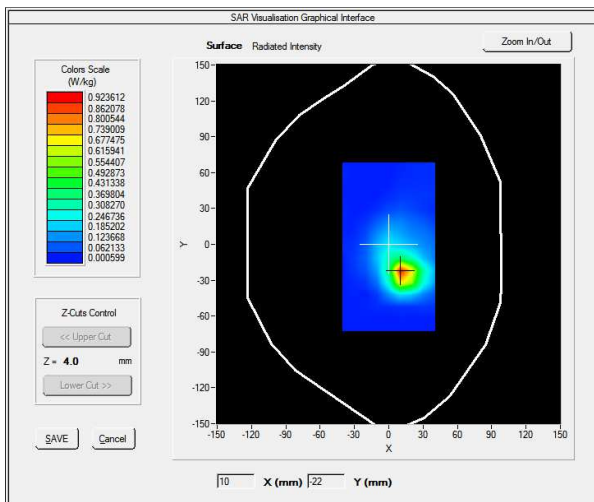 SAR Visualisation Graphical Interface
Surface Radiated Intensity
Zoom In/Out
Colors Scale
(W/kg)
0.923612
0.862078
0.800544
0.739009
0.677475
0.615941
0.554407
0.492873
0.431338
0.369804
0.308270
0.246736
0.185202
0.123668
0.062133
0.000599
Z-Cuts Control
<< Upper Cut
Z = 4.0 mm
Lower Cut >>
SAVE Cancel
150
120
90
60
30
0
-30
-60
-90
-120
-150
Y
-150 -120 -90 -60 -30 0 30 60 90 120 150
X
10 X (mm) -22 Y (mm)